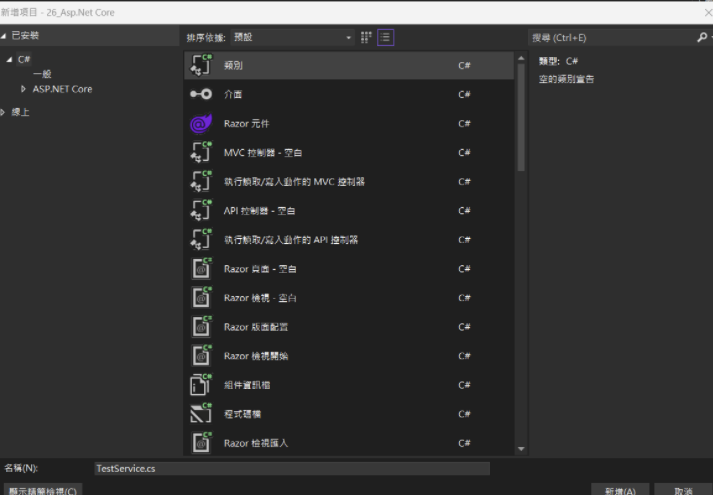 新增項目 - 26_Asp.Net Core
已安裝
排序依據: 預設
搜尋 (Ctrl+E)
C#
一般
ASP.NET Core
線上
類別 C#
介面 C#
Razor 元件 C#
MVC 控制器 - 空白 C#
執行讀取/寫入動作的 MVC 控制器 C#
API 控制器 - 空白 C#
執行讀取/寫入動作的 API 控制器 C#
Razor 頁面 - 空白 C#
Razor 檢視 - 空白 C#
Razor 版面配置 C#
Razor 檢視開始 C#
組件資訊檔 C#
程式碼檔 C#
Razor 檢視匯入 C#
類型: C#
空的類別宣告
名稱(N): TestService.cs
顯示精簡檢視(C)
新增(A) 取消